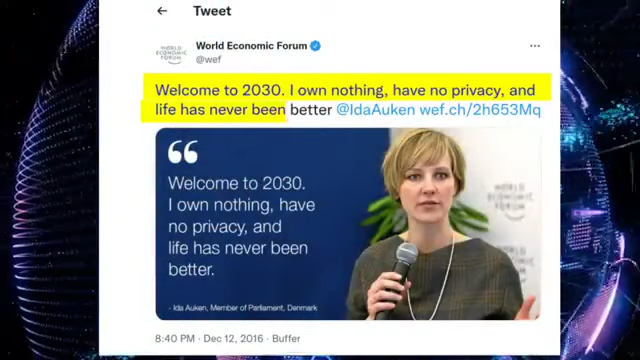 Tweet
World Economic Forum
@wef
WORLD
ECONOMIC
FORUM
Welcome to 2030. I own nothing, have no privacy, and
life has never been better @IdaAuken wef.ch/2h653Mq
Welcome to 2030.
I own nothing, have
no privacy, and
life has never been
better.
- Ida Auken, Member of Parliament, Denmark
WORLD
ECONOMIC
FORUM
8:40 PM · Dec 12, 2016 · Buffer